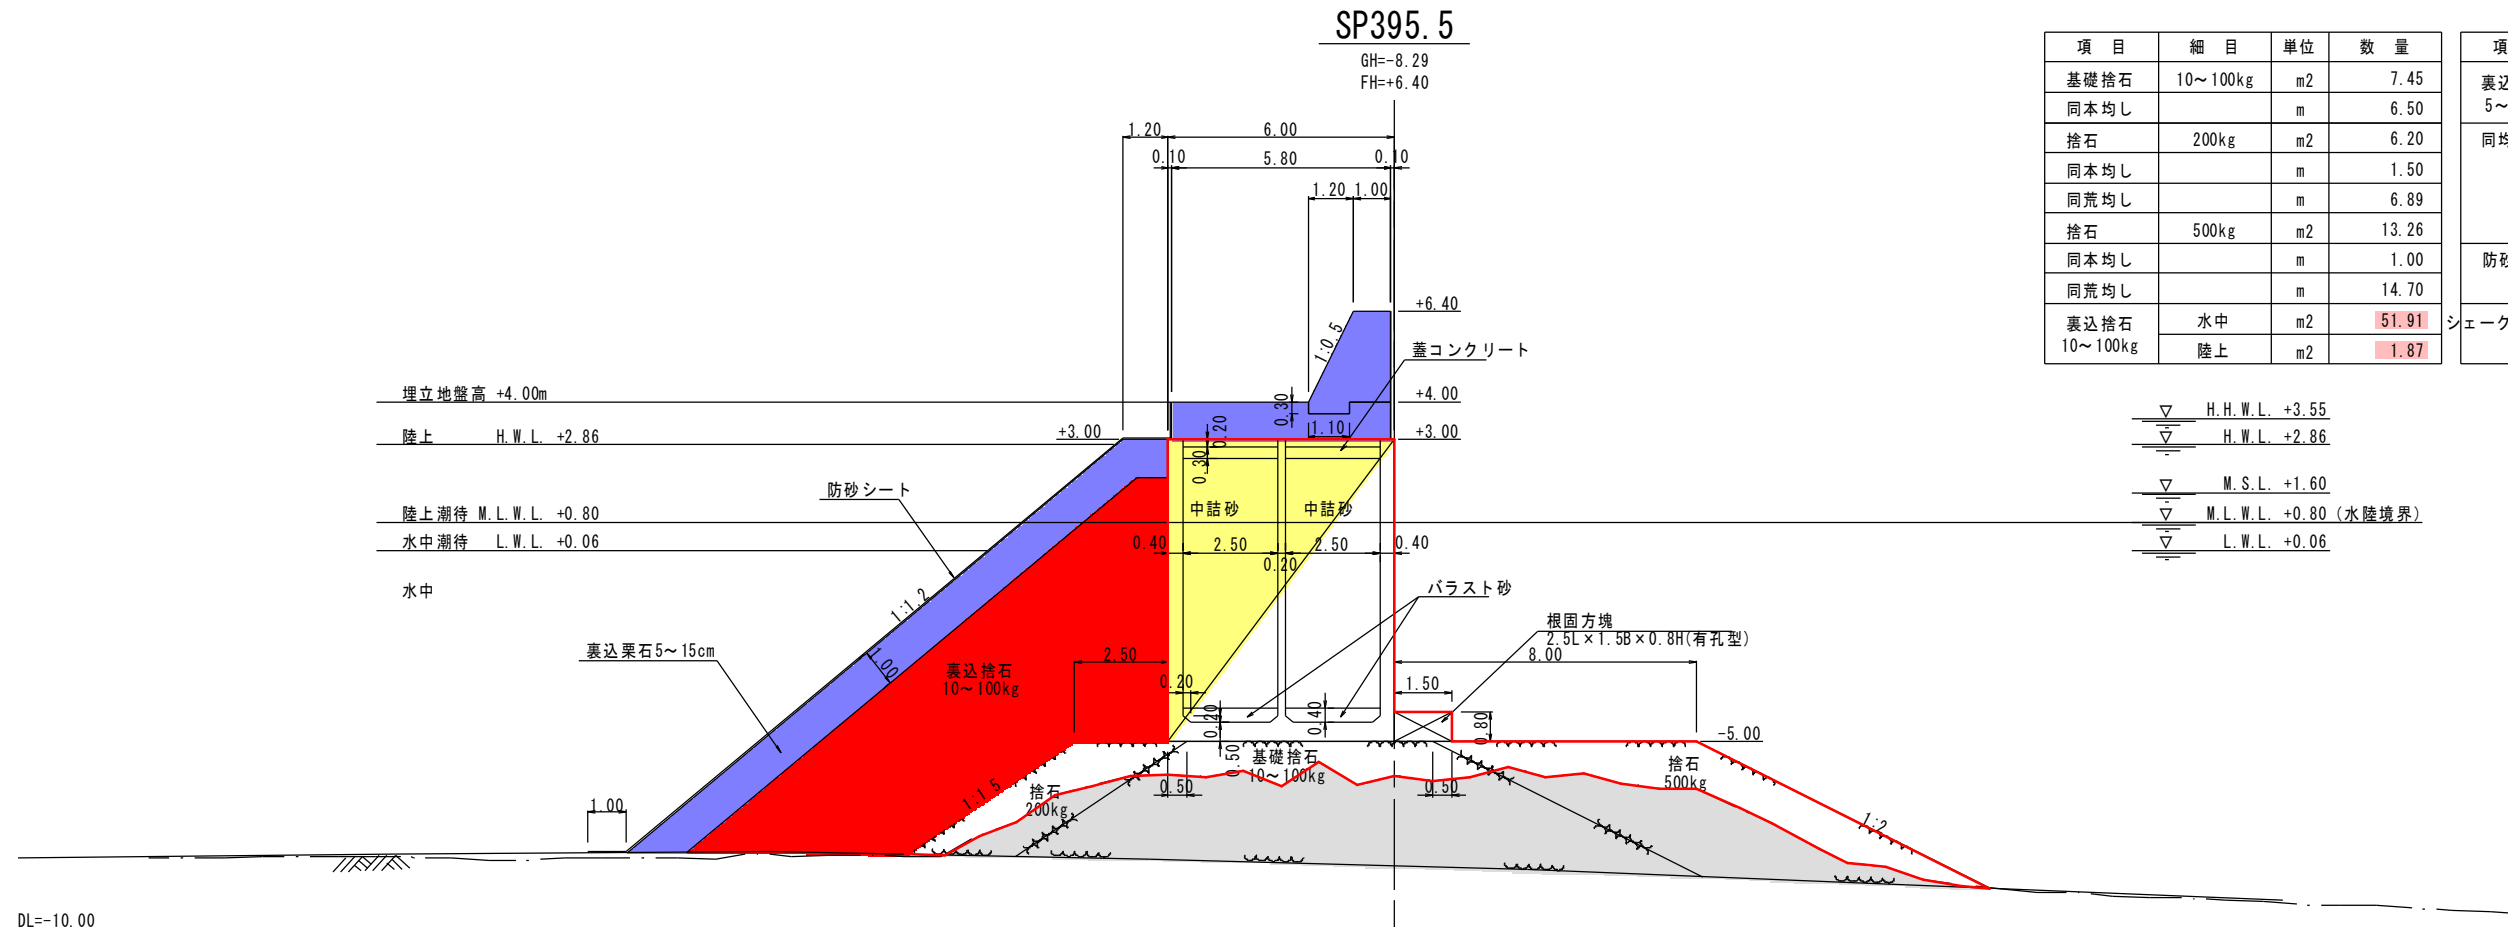 SP395.5
GH=-8.29
FH=+6.40
項 目 細 目 単位 数 量
基礎捨石 10～100kg m2 7.45
同本均し m 6.50
捨石 200kg m2 6.20
同本均し m 1.50
同荒均し m 6.89
捨石 500kg m2 13.26
同本均し m 1.00
同荒均し m 14.70
裏込捨石 10～100kg 水中 m2 51.91
陸上 m2 1.87
項
裏込
5～
同均
防砂
シェーク
1.20 6.00
0.10 5.80 0.10
1.20 1.00
+6.40
1:0.5
蓋コンクリート
埋立地盤高 +4.00m
0.30
+4.00
H.H.W.L. +3.55
陸上 H.W.L. +2.86
+3.00
0.20
1.10
+3.00
H.W.L. +2.86
0.30
防砂シート
M.S.L. +1.60
陸上潮待 M.L.W.L. +0.80
中詰砂 中詰砂
M.L.W.L. +0.80(水陸境界)
水中潮待 L.W.L. +0.06
0.40 2.50 2.50 0.40
0.20
L.W.L. +0.06
水中
1:1.2
バラスト砂
根固方塊
2.5L×1.5B×0.8H(有孔型)
裏込栗石5～15cm
1.00
裏込捨石
10～100kg
2.50
8.00
0.20
1.50
0.20
0.40
0.80
-5.00
0.50
基礎捨石
10～100kg
捨石
500kg
1:1.5
捨石
200kg
0.50
0.50
1.00
1:2
DL=-10.00